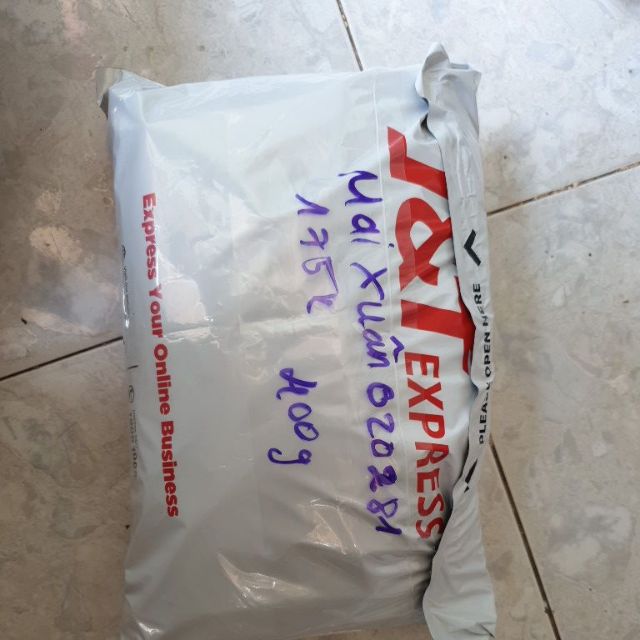 J&T EXPRESS
PLEASE OPEN HERE
Mai Xuân 020281
175k
400g
Express Your Online Business